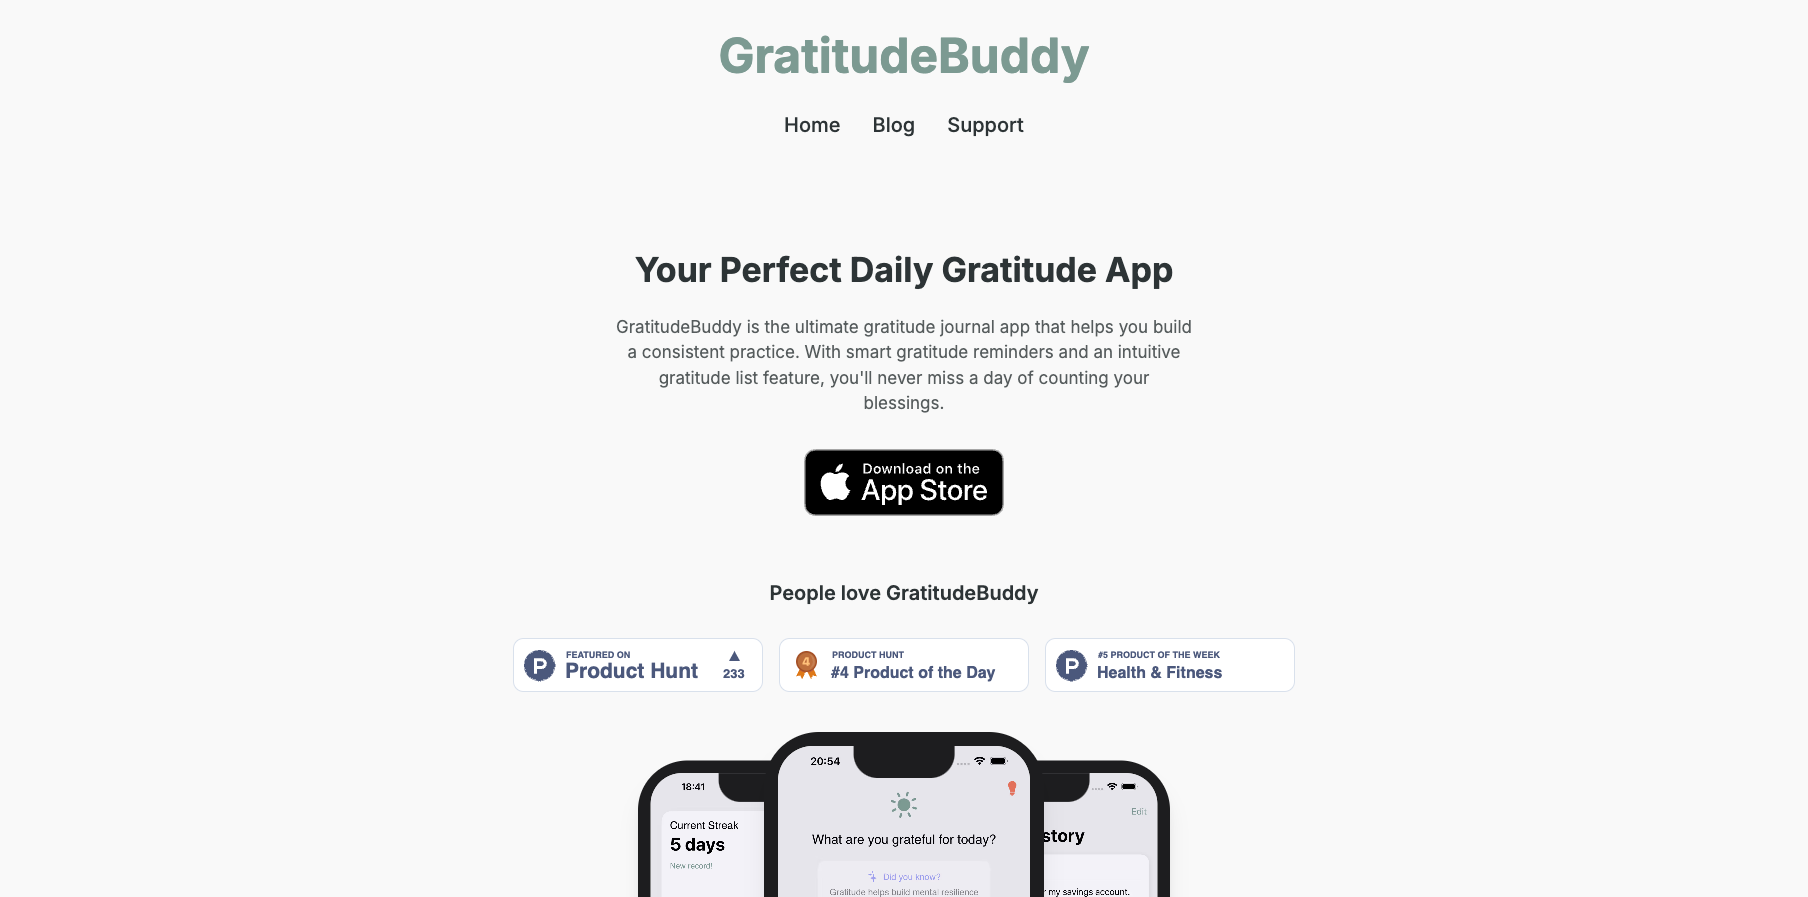 GratitudeBuddy
Home Blog Support
Your Perfect Daily Gratitude App
GratitudeBuddy is the ultimate gratitude journal app that helps you build
a consistent practice. With smart gratitude reminders and an intuitive
gratitude list feature, you'll never miss a day of counting your
blessings.
Download on the
App Store
People love GratitudeBuddy
FEATURED ON
Product Hunt
233
4
PRODUCT HUNT
#4 Product of the Day
#5 PRODUCT OF THE WEEK
Health & Fitness
18:41
Current Streak
5 days
New record!
20:54
What are you grateful for today?
Did you know?
Gratitude helps build mental resilience
Edit
story
r my savings account.